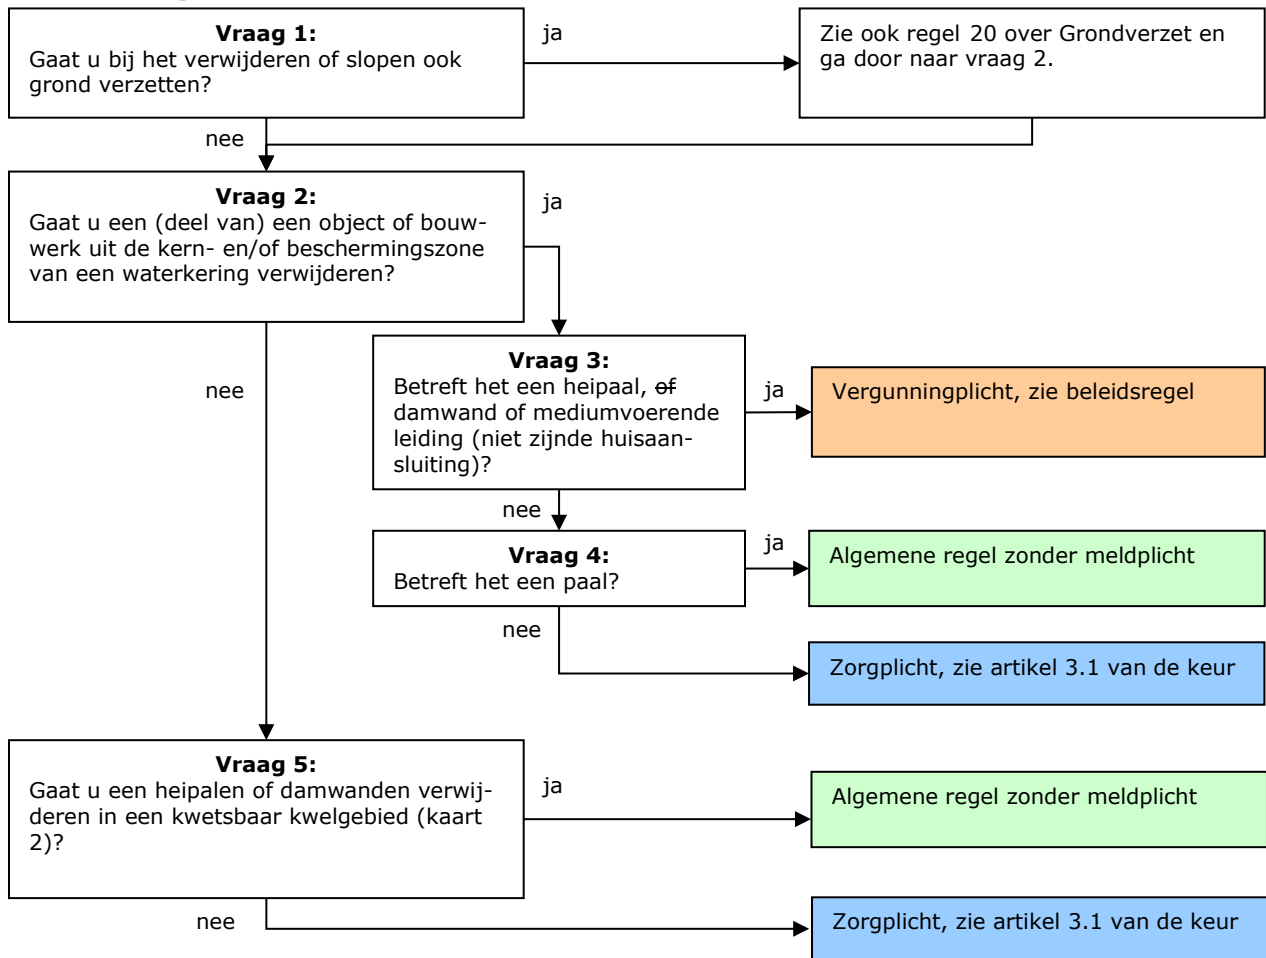 Vraag 1:
Gaat u bij het verwijderen of slopen ook
grond verzetten?
ja
Zie ook regel 20 over Grondverzet en
ga door naar vraag 2.
nee
Vraag 2:
Gaat u een (deel van) een object of bouw-
werk uit de kern- en/of beschermingszone
van een waterkering verwijderen?
ja
nee
Vraag 3:
Betreft het een heipaal, of
damwand of mediumvoerende
leiding (niet zijnde huisaan-
sluiting)?
ja
Vergunningplicht, zie beleidsregel
nee
Vraag 4:
Betreft het een paal?
ja
Algemene regel zonder meldplicht
nee
Zorgplicht, zie artikel 3.1 van de keur
Vraag 5:
Gaat u een heipalen of damwanden verwij-
deren in een kwetsbaar kwelgebied (kaart
2)?
ja
Algemene regel zonder meldplicht
nee
Zorgplicht, zie artikel 3.1 van de keur